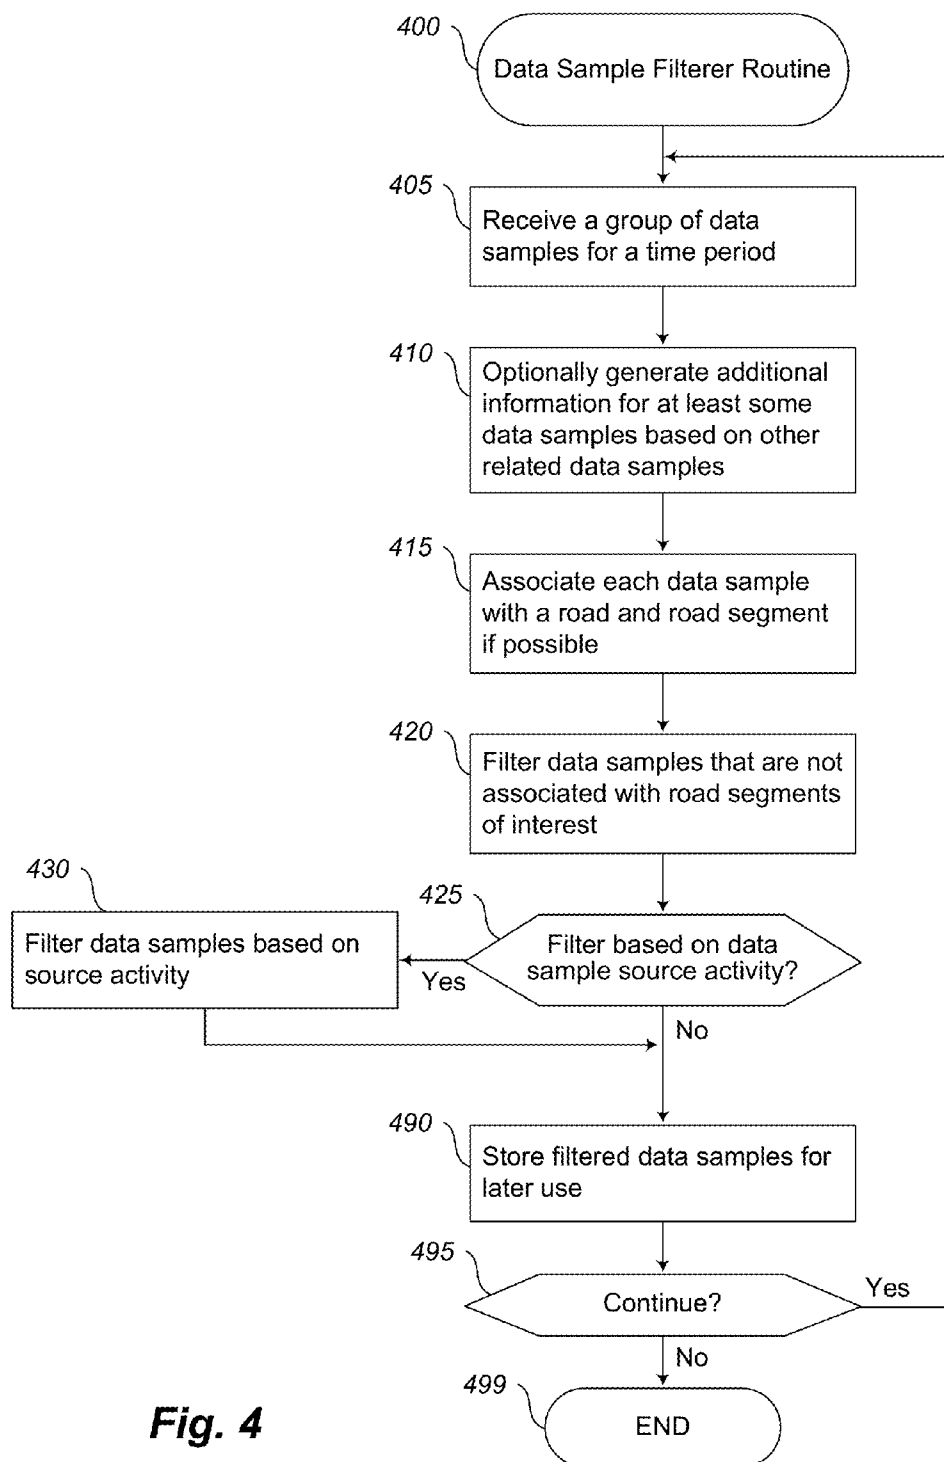 400
Data Sample Filterer Routine
405
Receive a group of data
samples for a time period
410
Optionally generate additional
information for at least some
data samples based on other
related data samples
415
Associate each data sample
with a road and road segment
if possible
420
Filter data samples that are not
associated with road segments
of interest
425
Filter based on data
sample source activity?
Yes
430
Filter data samples based on
source activity
No
490
Store filtered data samples for
later use
495
Continue?
Yes
No
499
END
Fig. 4